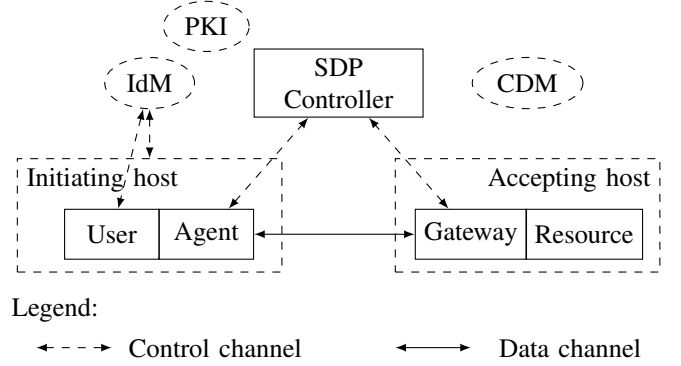 PKI
IdM
SDP
Controller
CDM
Initiating host
Accepting host
User
Agent
Gateway
Resource
Legend:
Control channel
Data channel